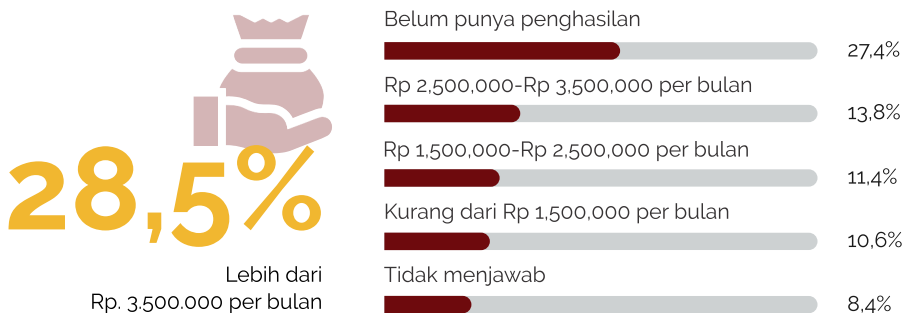 28,5%
Lebih dari
Rp. 3.500.000 per bulan
Belum punya penghasilan
27,4%
Rp 2,500,000-Rp 3,500,000 per bulan
13,8%
Rp 1,500,000-Rp 2,500,000 per bulan
11,4%
Kurang dari Rp 1,500,000 per bulan
10,6%
Tidak menjawab
8,4%